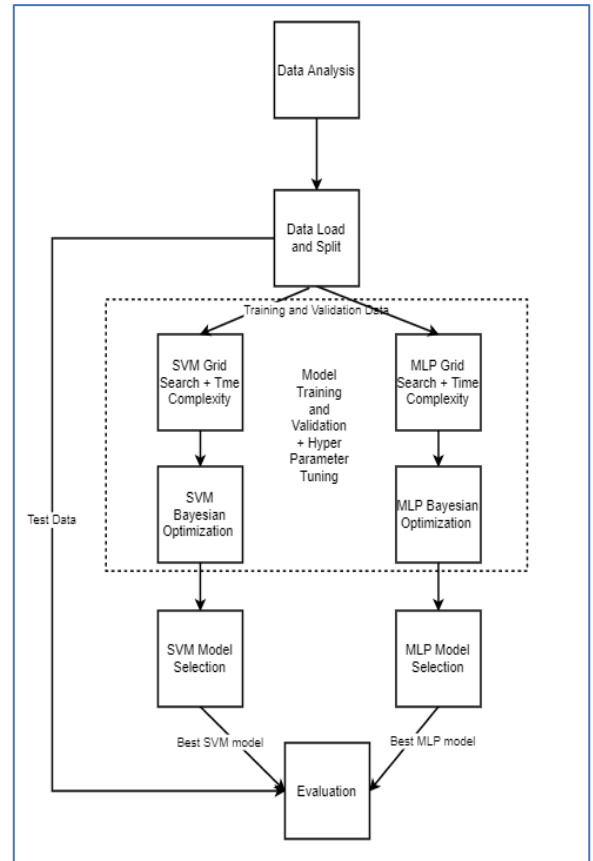 Data Analysis
Data Load
and Split
Training and Validation Data
SVM Grid
Search + Tme
Complexity
Model
Training
and
Validation
+ Hyper
Parameter
Tuning
MLP Grid
Search + Time
Complexity
SVM
Bayesian
Optimization
MLP Bayesian
Optimization
Test Data
SVM Model
Selection
MLP Model
Selection
Best SVM model
Best MLP model
Evaluation